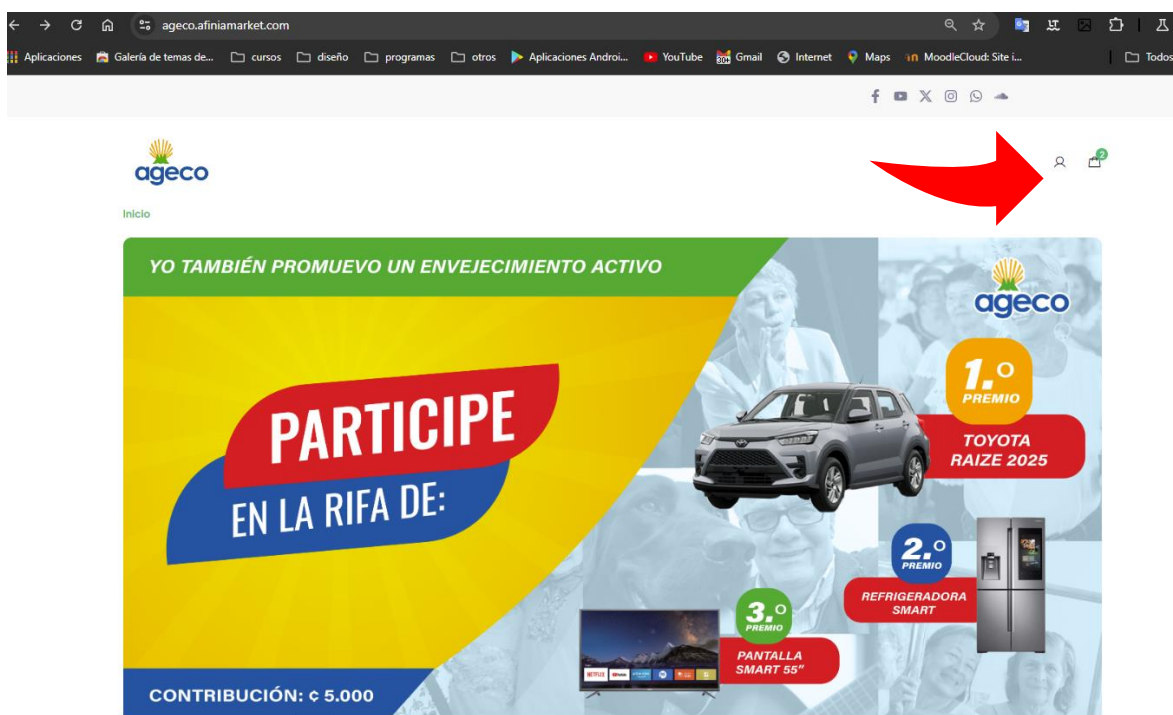 ageco.afiniamarket.com
Aplicaciones Galería de temas de... cursos diseño programas otros Aplicaciones Androi... YouTube Gmail Internet Maps MoodleCloud: Site i... Todos
2
ageco
Inicio
YO TAMBIÉN PROMUEVO UN ENVEJECIMIENTO ACTIVO
ageco
PARTICIPE
EN LA RIFA DE:
1.º
PREMIO
TOYOTA
RAIZE 2025
2.º
PREMIO
REFRIGERADORA
SMART
3.º
PREMIO
PANTALLA
SMART 55"
NETFLIX
CONTRIBUCIÓN: ¢ 5.000